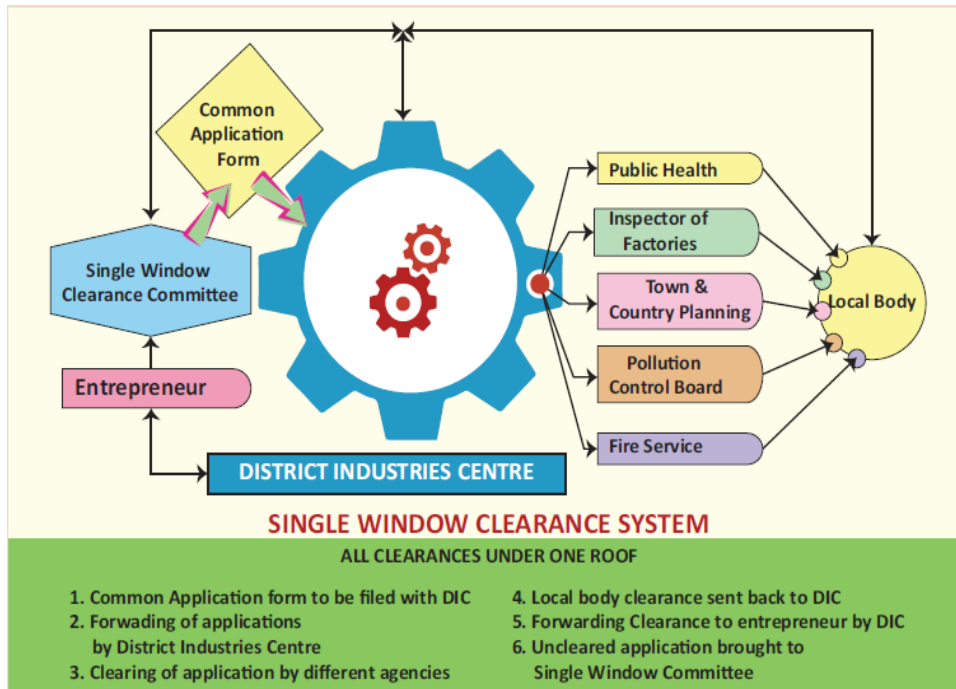 Common
Application
Form
Single Window
Clearance Committee
Entrepreneur
DISTRICT INDUSTRIES CENTRE
Public Health
Inspector of
Factories
Town &
Country Planning
Pollution
Control Board
Fire Service
Local Body
SINGLE WINDOW CLEARANCE SYSTEM
ALL CLEARANCES UNDER ONE ROOF
1. Common Application form to be filed with DIC
2. Forwading of applications
by District Industries Centre
3. Clearing of application by different agencies
4. Local body clearance sent back to DIC
5. Forwarding Clearance to entrepreneur by DIC
6. Uncleared application brought to
Single Window Committee